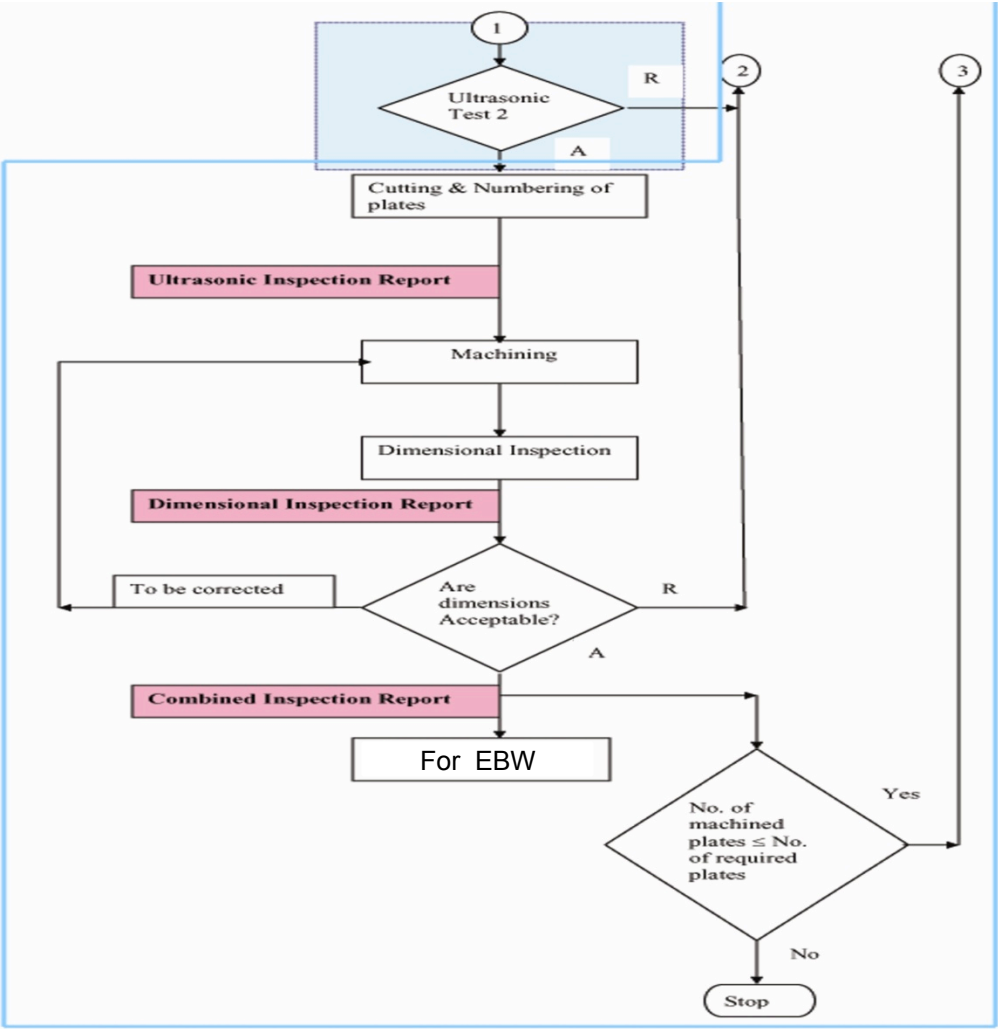 1
2
3
R
Ultrasonic
Test 2
A
Cutting & Numbering of
plates
Ultrasonic Inspection Report
Machining
Dimensional Inspection
Dimensional Inspection Report
To be corrected
Are
dimensions
Acceptable?
R
A
Combined Inspection Report
For EBW
No. of
machined
plates ≤ No.
of required
plates
Yes
No
Stop